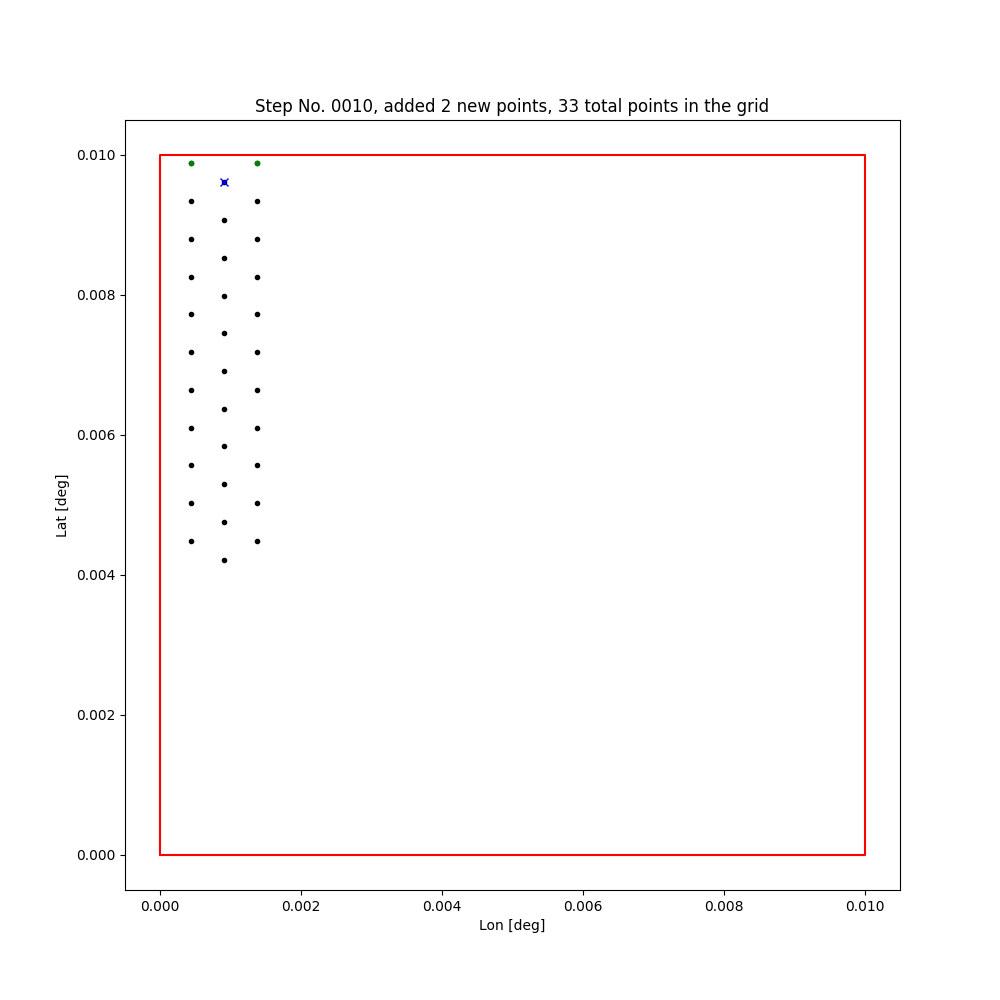 Step No. 0010, added 2 new points, 33 total points in the grid
0.010
0.008
0.006
0.004
0.002
0.000
Lat [deg]
0.000 0.002 0.004 0.006 0.008 0.010
Lon [deg]